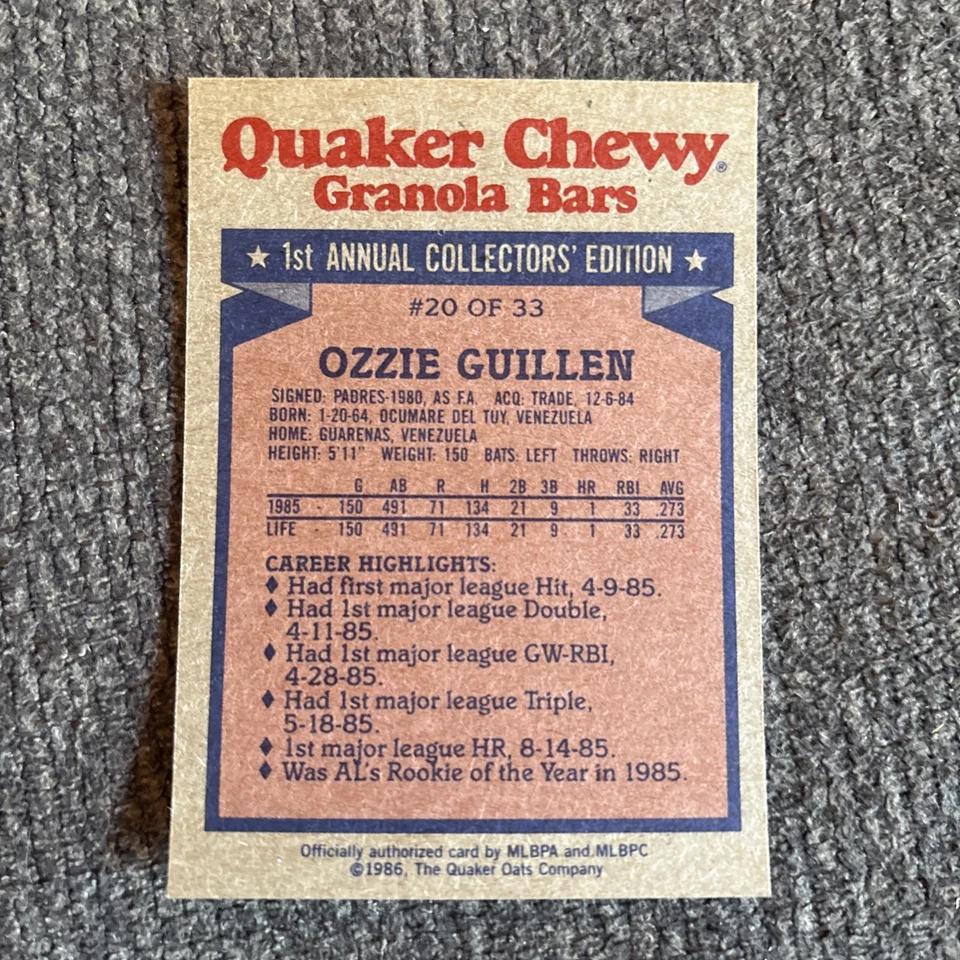 Quaker Chewy®
Granola Bars
★ 1st ANNUAL COLLECTORS' EDITION ★
#20 OF 33
OZZIE GUILLEN
SIGNED: PADRES-1980, AS F.A. ACQ: TRADE, 12-6-84
BORN: 1-20-64, OCUMARE DEL TUY, VENEZUELA
HOME: GUARENAS, VENEZUELA
HEIGHT: 5'11" WEIGHT: 150 BATS: LEFT THROWS: RIGHT
G AB R H 2B 3B HR RBI AVG
1985 - 150 491 71 134 21 9 1 33 .273
LIFE - 150 491 71 134 21 9 1 33 .273
CAREER HIGHLIGHTS:
♦ Had first major league Hit, 4-9-85.
♦ Had 1st major league Double,
4-11-85.
♦ Had 1st major league GW-RBI,
4-28-85.
♦ Had 1st major league Triple,
5-18-85.
♦ 1st major league HR, 8-14-85.
♦ Was AL's Rookie of the Year in 1985.
Officially authorized card by MLBPA and MLBPC
©1986, The Quaker Oats Company